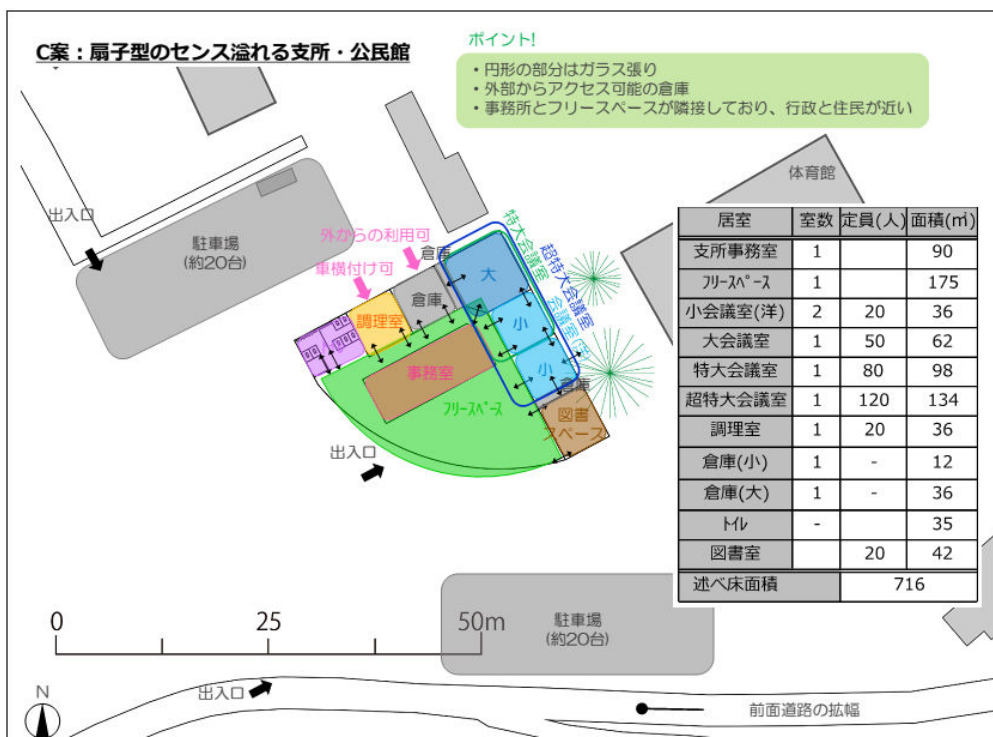 C案：扇子型のセンス溢れる支所・公民館
ポイント!
・円形の部分はガラス張り
・外部からアクセス可能の倉庫
・事務所とフリースペースが隣接しており、行政と住民が近い
体育館
出入口
駐車場
(約20台)
外からの利用可
車横付け可
倉庫
倉庫
調理室
特大会議室
超特大会議室
会議室(洋)
大
小
小
事務室
フリースペース
倉庫
図書
スペース
出入口
居室 室数 定員(人) 面積(㎡)
支所事務室 1 90
フリースペース 1 175
小会議室(洋) 2 20 36
大会議室 1 50 62
特大会議室 1 80 98
超特大会議室 1 120 134
調理室 1 20 36
倉庫(小) 1 - 12
倉庫(大) 1 - 36
トイレ - 35
図書室 20 42
述べ床面積 716
0 25 50m
駐車場
(約20台)
出入口
N
前面道路の拡幅